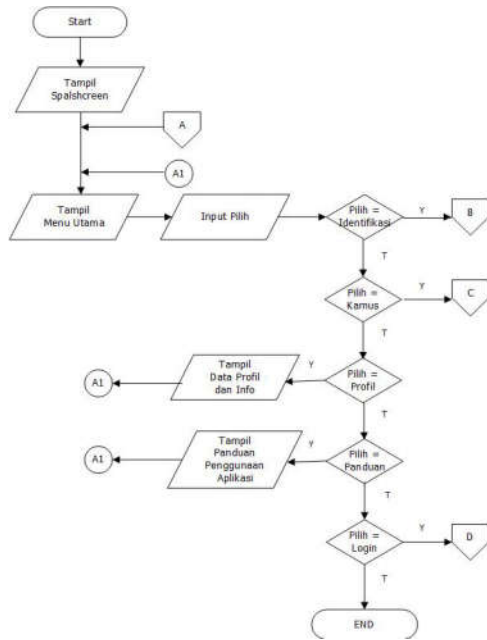 Start
Tampil
Spalshcreen
A
A1
Tampil
Menu Utama
Input Pilih
Pilih =
Identifikasi
Y
B
T
Pilih =
Kamus
Y
C
T
A1
Tampil
Data Profil
dan Info
Y
Pilih =
Profil
T
A1
Tampil
Panduan
Penggunaan
Aplikasi
Y
Pilih =
Panduan
T
Pilih =
Login
Y
D
T
END